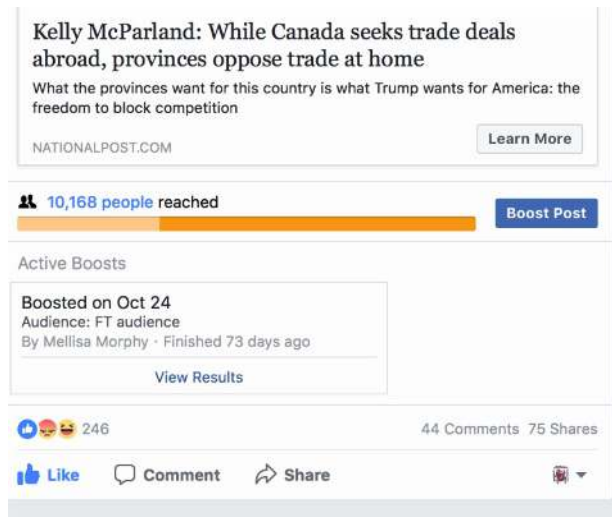 Kelly McParland: While Canada seeks trade deals
abroad, provinces oppose trade at home
What the provinces want for this country is what Trump wants for America: the
freedom to block competition
NATIONALPOST.COM
Learn More
10,168 people reached
Boost Post
Active Boosts
Boosted on Oct 24
Audience: FT audience
By Mellisa Morphy · Finished 73 days ago
View Results
246
44 Comments 75 Shares
Like Comment Share